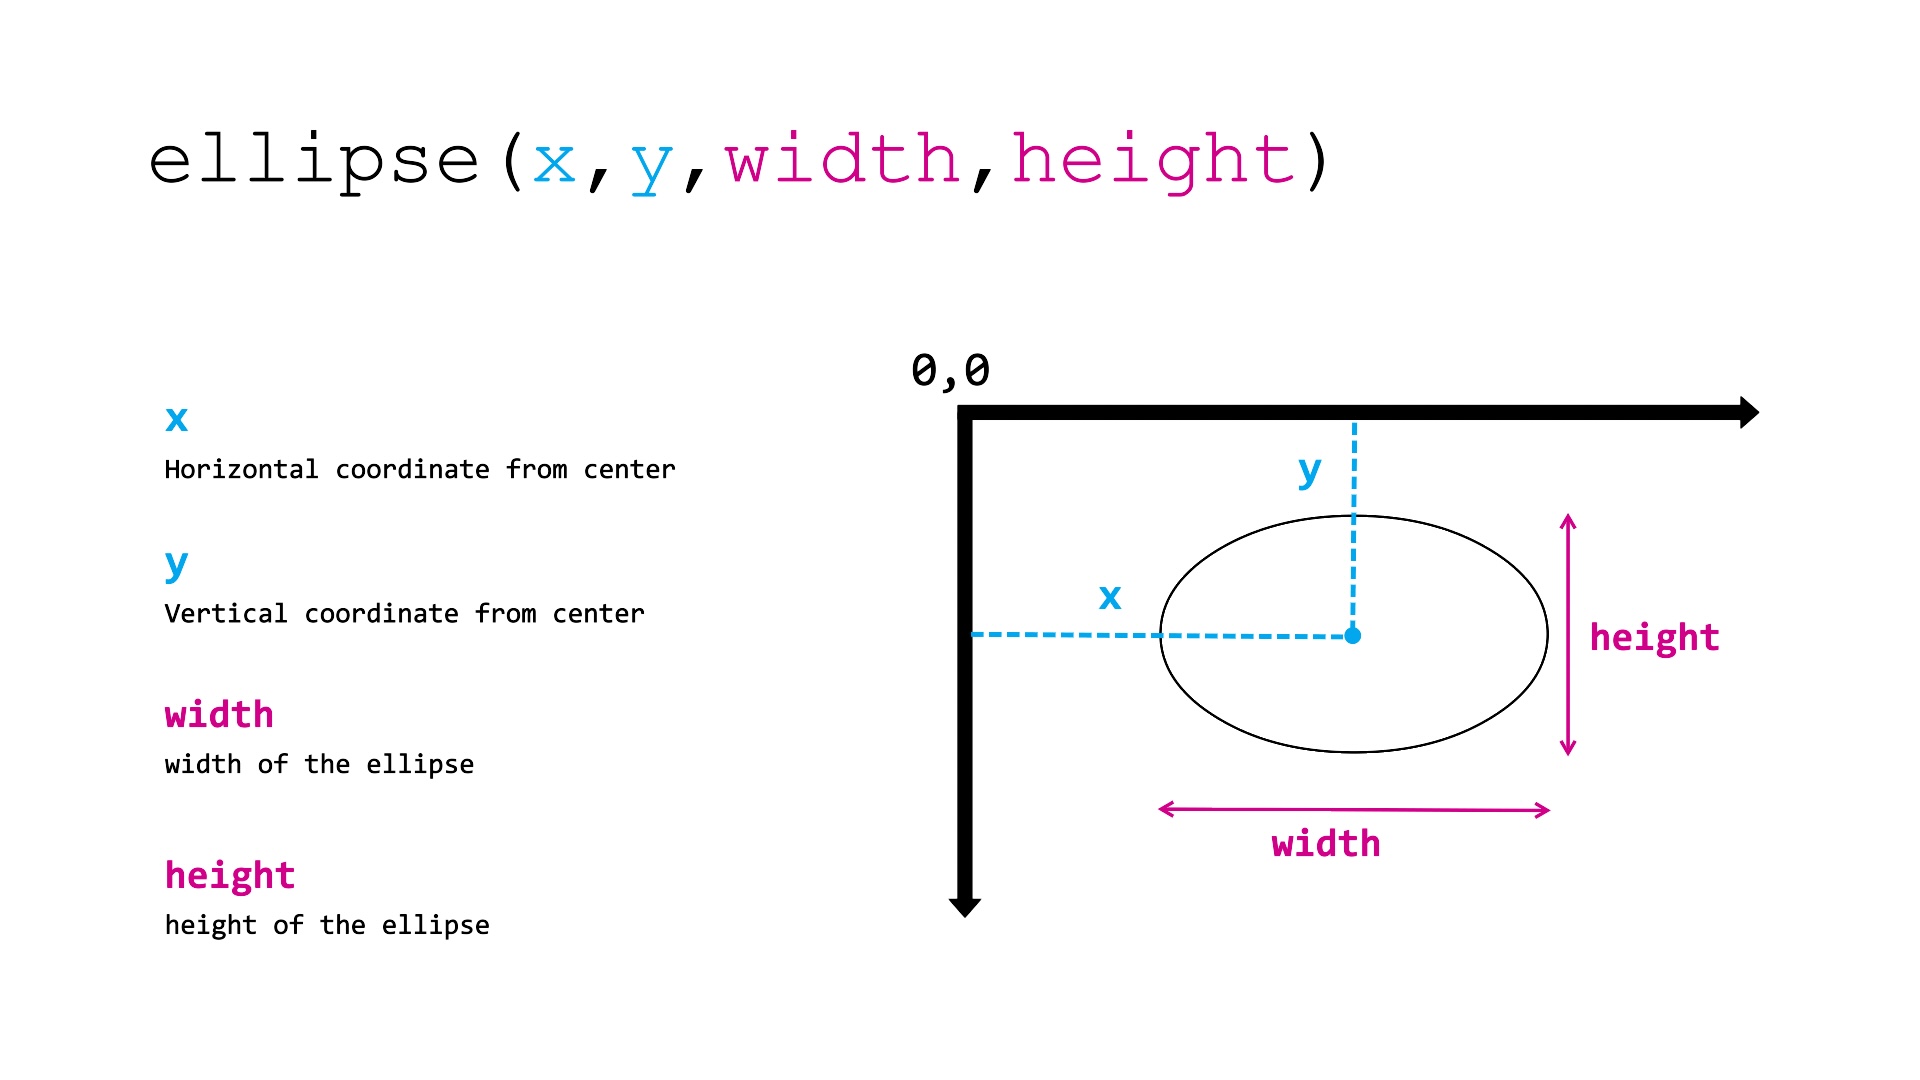 ellipse(x,y,width,height)
x
Horizontal coordinate from center
y
Vertical coordinate from center
width
width of the ellipse
height
height of the ellipse
0,0
y
x
height
width